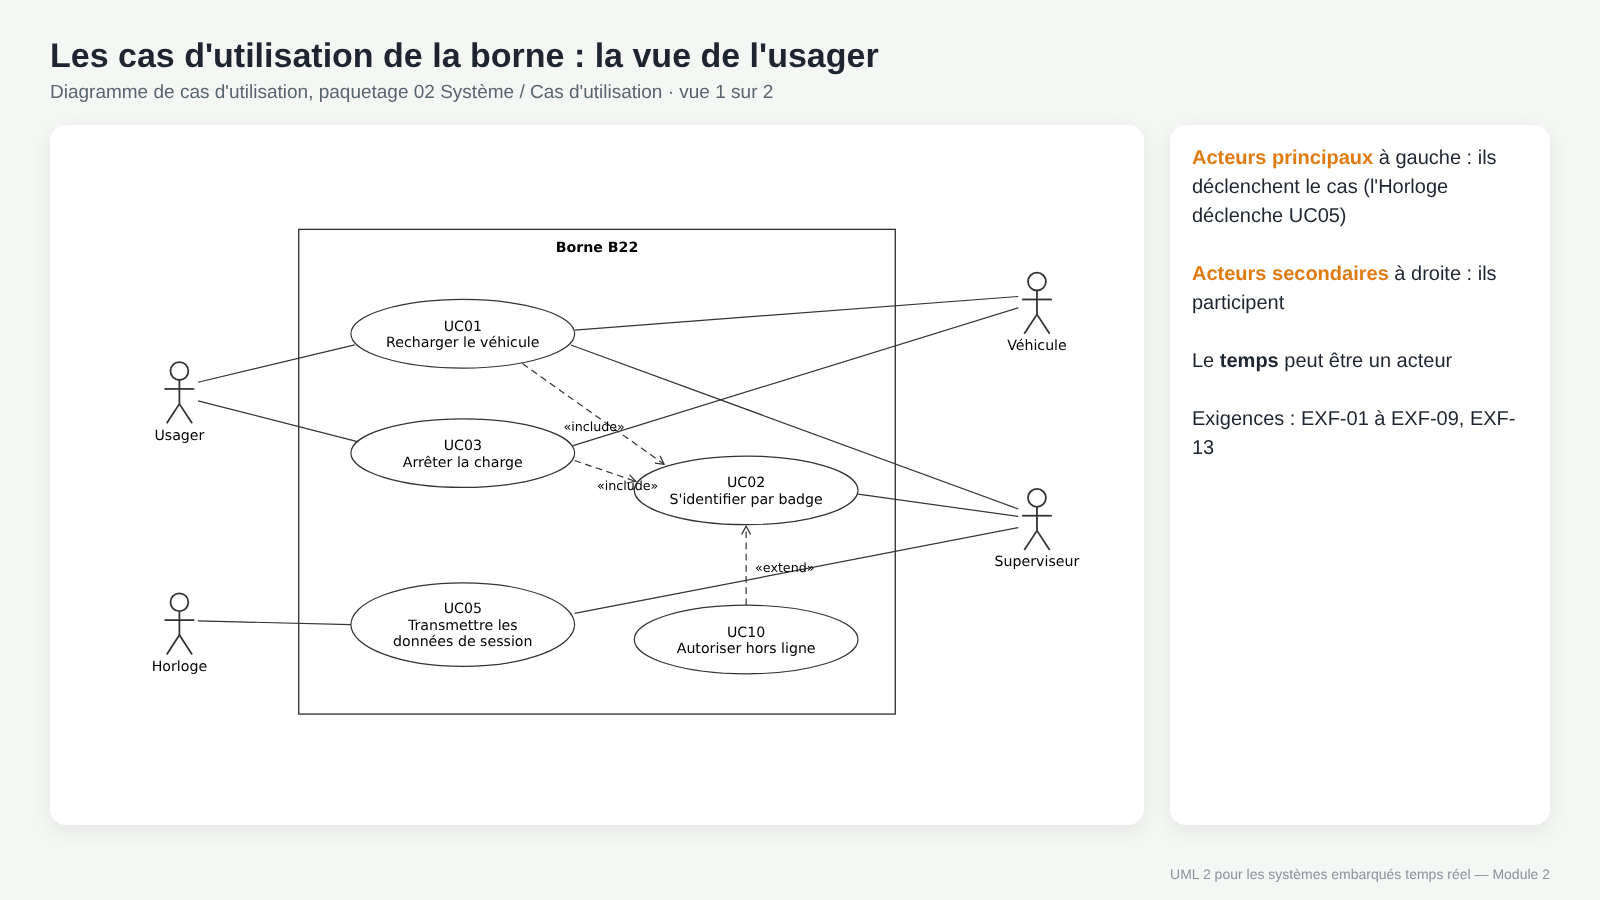 Les cas d'utilisation de la borne : la vue de l'usager
Diagramme de cas d'utilisation, paquetage 02 Système / Cas d'utilisation · vue 1 sur 2
Borne B22
UC01
Recharger le véhicule
Véhicule
Usager
«include»
UC03
Arrêter la charge
«include»
UC02
S'identifier par badge
Superviseur
«extend»
Horloge
UC05
Transmettre les
données de session
UC10
Autoriser hors ligne
Acteurs principaux à gauche : ils
déclenchent le cas (l'Horloge
déclenche UC05)
Acteurs secondaires à droite : ils
participent
Le temps peut être un acteur
Exigences : EXF-01 à EXF-09, EXF-
13
UML 2 pour les systèmes embarqués temps réel — Module 2